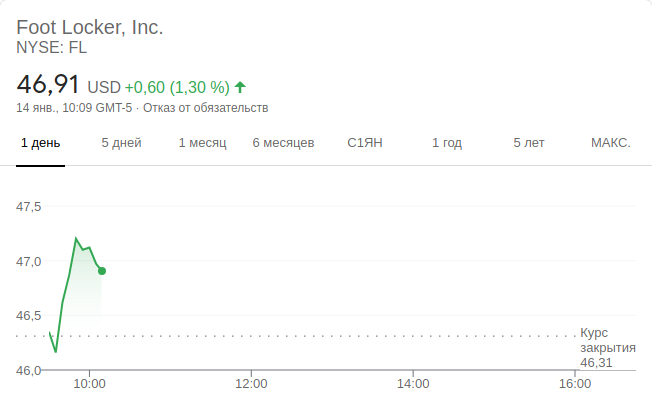 Foot Locker, Inc.
NYSE: FL
46,91 USD +0,60 (1,30 %)
14 янв., 10:09 GMT-5 · Отказ от обязательств
1 день 5 дней 1 месяц 6 месяцев С1ЯН 1 год 5 лет МАКС.
47,5
47,0
46,5
46,0
Курс
закрытия
46,31
10:00 12:00 14:00 16:00